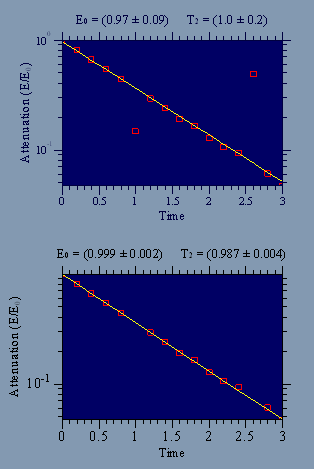 E0 = (0.97 ± 0.09) T2 = (1.0 ± 0.2)
10^0
10^-1
Attenuation (E/E0)
0 0.5 1 1.5 2 2.5 3
Time
E0 = (0.999 ± 0.002) T2 = (0.987 ± 0.004)
10^-1
Attenuation (E/E0)
0 0.5 1 1.5 2 2.5 3
Time